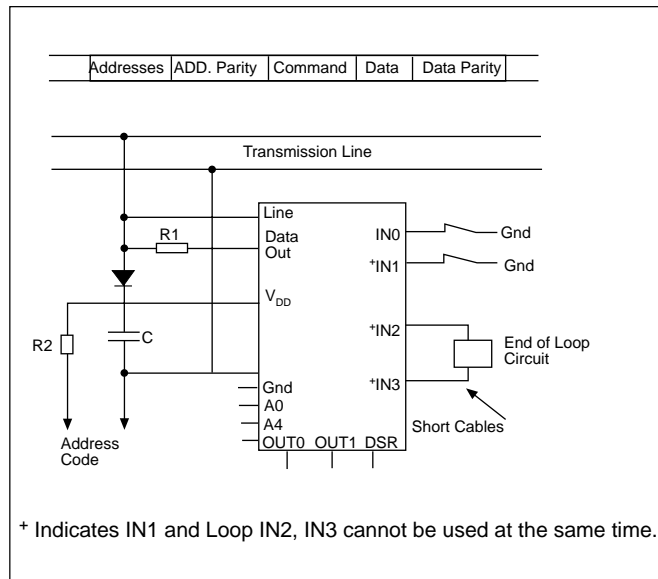 Addresses ADD. Parity Command Data Data Parity
Transmission Line
Line
R1
Data
Out
IN0
Gnd
+IN1
Gnd
VDD
R2
C
+IN2
End of Loop
Circuit
+IN3
Gnd
A0
A4
Short Cables
Address
Code
OUT0 OUT1 DSR
+ Indicates IN1 and Loop IN2, IN3 cannot be used at the same time.